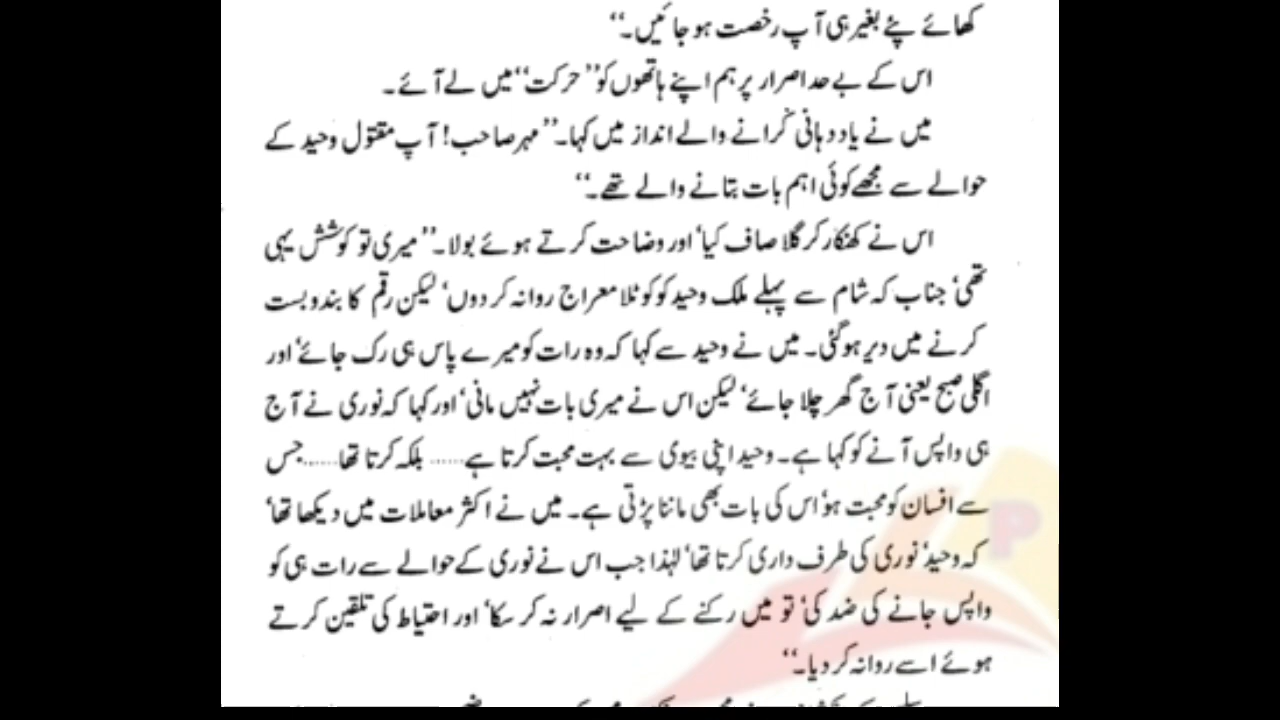 کھائے پئے بغیر ہی آپ رخصت ہو جائیں۔‘‘
اس کے بے حد اصرار پر ہم اپنے ہاتھوں کو ’’حرکت‘‘ میں لے آئے۔
میں نے یاد دہانی کرانے والے انداز میں کہا۔ ’’مہر صاحب! آپ مقتول وحید کے
حوالے سے مجھے کوئی اہم بات بتانے والے تھے۔‘‘
اس نے کھنکار کر گلا صاف کیا‘ اور وضاحت کرتے ہوئے بولا۔ ’’میری تو کوشش یہی
تھی‘ جناب کہ شام سے پہلے ملک وحید کو کوٹلا معراج روانہ کر دوں‘ لیکن رقم کا بندوبست
کرنے میں دیر ہو گئی۔ میں نے وحید سے کہا کہ وہ رات کو میرے پاس ہی رک جائے‘ اور
اگلی صبح یعنی آج گھر چلا جائے‘ لیکن اس نے میری بات نہیں مانی‘ اور کہا کہ نوری نے آج
ہی واپس آنے کو کہا ہے۔ وحید اپنی بیوی سے بہت محبت کرتا ہے...... بلکہ کرتا تھا...... جس
سے انسان کو محبت ہو‘ اس کی بات بھی ماننا پڑتی ہے۔ میں نے اکثر معاملات میں دیکھا تھا‘
کہ وحید‘ نوری کی طرف داری کرتا تھا‘ لہٰذا جب اس نے نوری کے حوالے سے رات ہی کو
واپس جانے کی ضد کی‘ تو میں رکنے کے لیے اصرار نہ کر سکا‘ اور احتیاط کی تلقین کرتے
ہوئے اسے روانہ کر دیا۔‘‘
P